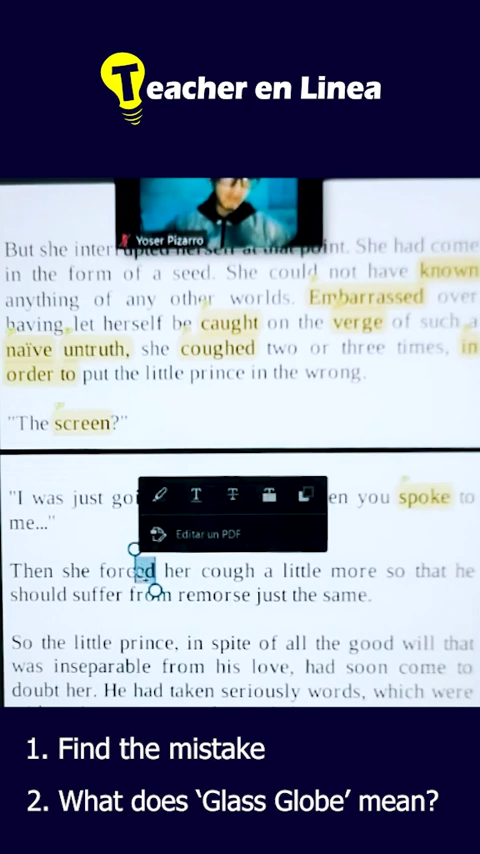 Teacher en Linea
Yoser Pizarro
But she interrupted herself at that point. She had come
in the form of a seed. She could not have known
anything of any other worlds. Embarrassed over
having let herself be caught on the verge of such a
naïve untruth, she coughed two or three times, in
order to put the little prince in the wrong.
"The screen?"
"I was just goi en you spoke to
me..."
Editar un PDF
Then she forced her cough a little more so that he
should suffer from remorse just the same.
So the little prince, in spite of all the good will that
was inseparable from his love, had soon come to
doubt her. He had taken seriously words, which were
1. Find the mistake
2. What does ‘Glass Globe’ mean?